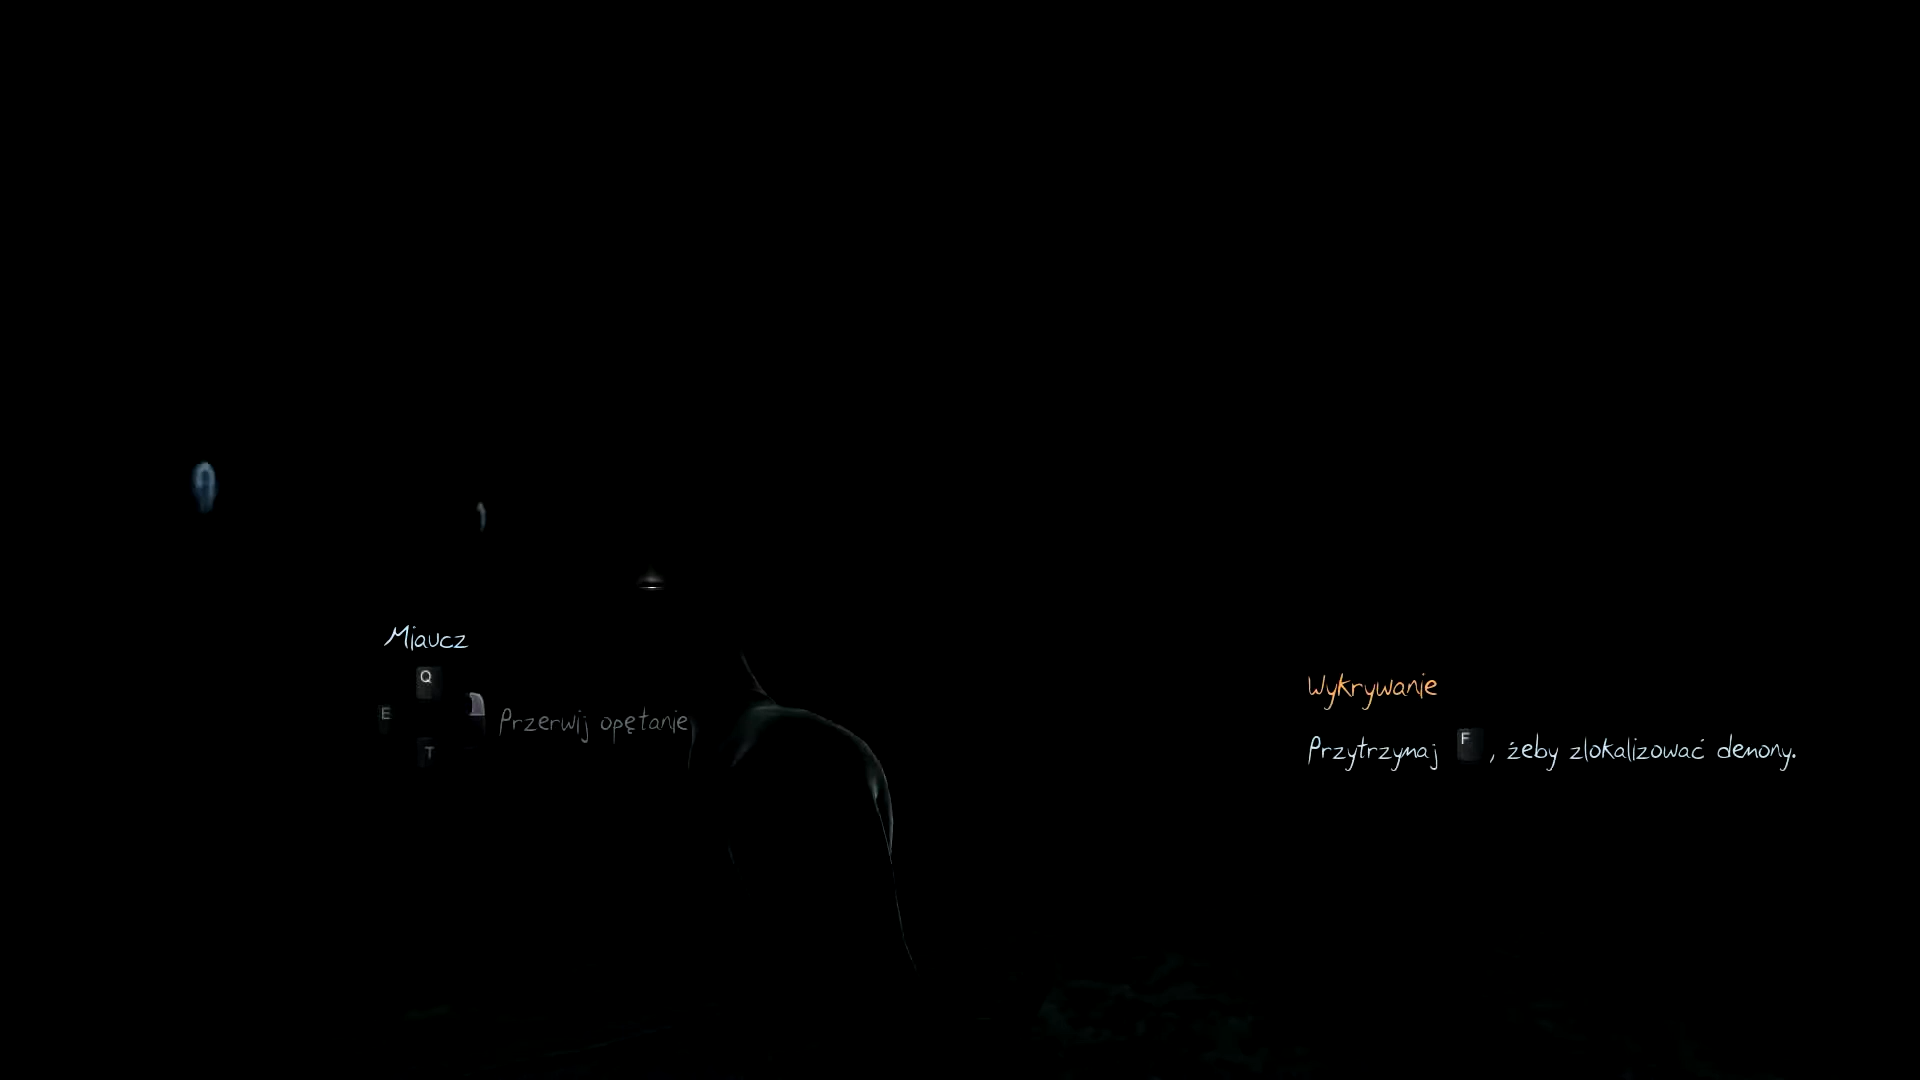 Miaucz
Q
E
Przerwij opętanie
T
Wykrywanie
Przytrzymaj F, żeby zlokalizować demony.